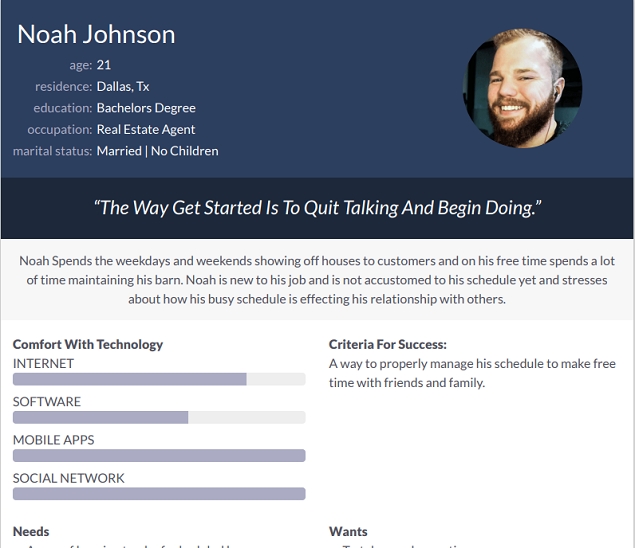 Noah Johnson
age: 21
residence: Dallas, Tx
education: Bachelors Degree
occupation: Real Estate Agent
marital status: Married | No Children
“The Way Get Started Is To Quit Talking And Begin Doing.”
Noah Spends the weekdays and weekends showing off houses to customers and on his free time spends a lot
of time maintaining his barn. Noah is new to his job and is not accustomed to his schedule yet and stresses
about how his busy schedule is effecting his relationship with others.
Comfort With Technology
INTERNET
SOFTWARE
MOBILE APPS
SOCIAL NETWORK
Criteria For Success:
A way to properly manage his schedule to make free
time with friends and family.
Needs
Wants